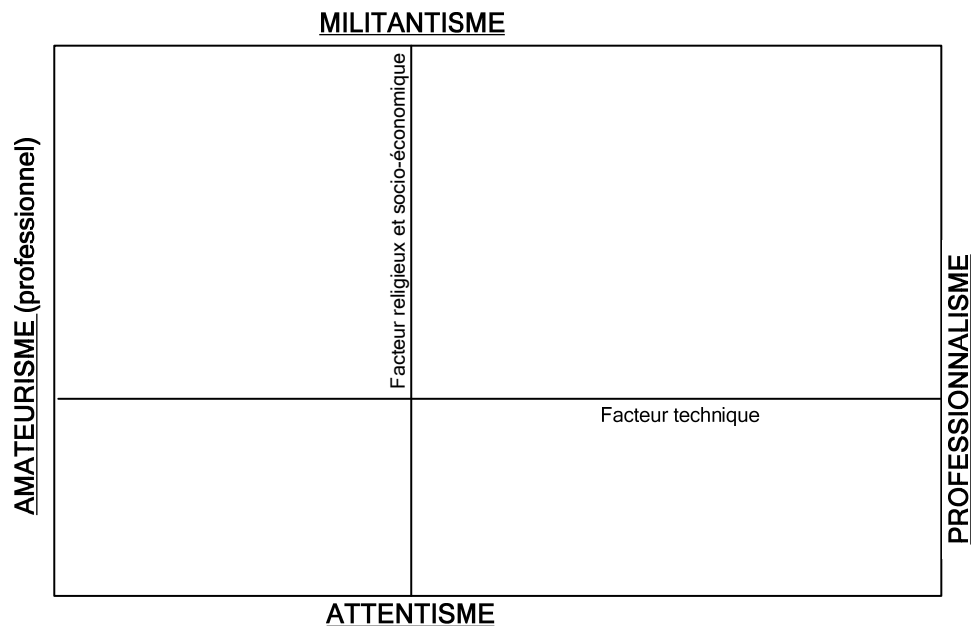 MILITANTISME
Facteur religieux et socio-économique
AMATEURISME (professionnel)
PROFESSIONNALISME
Facteur technique
ATTENTISME